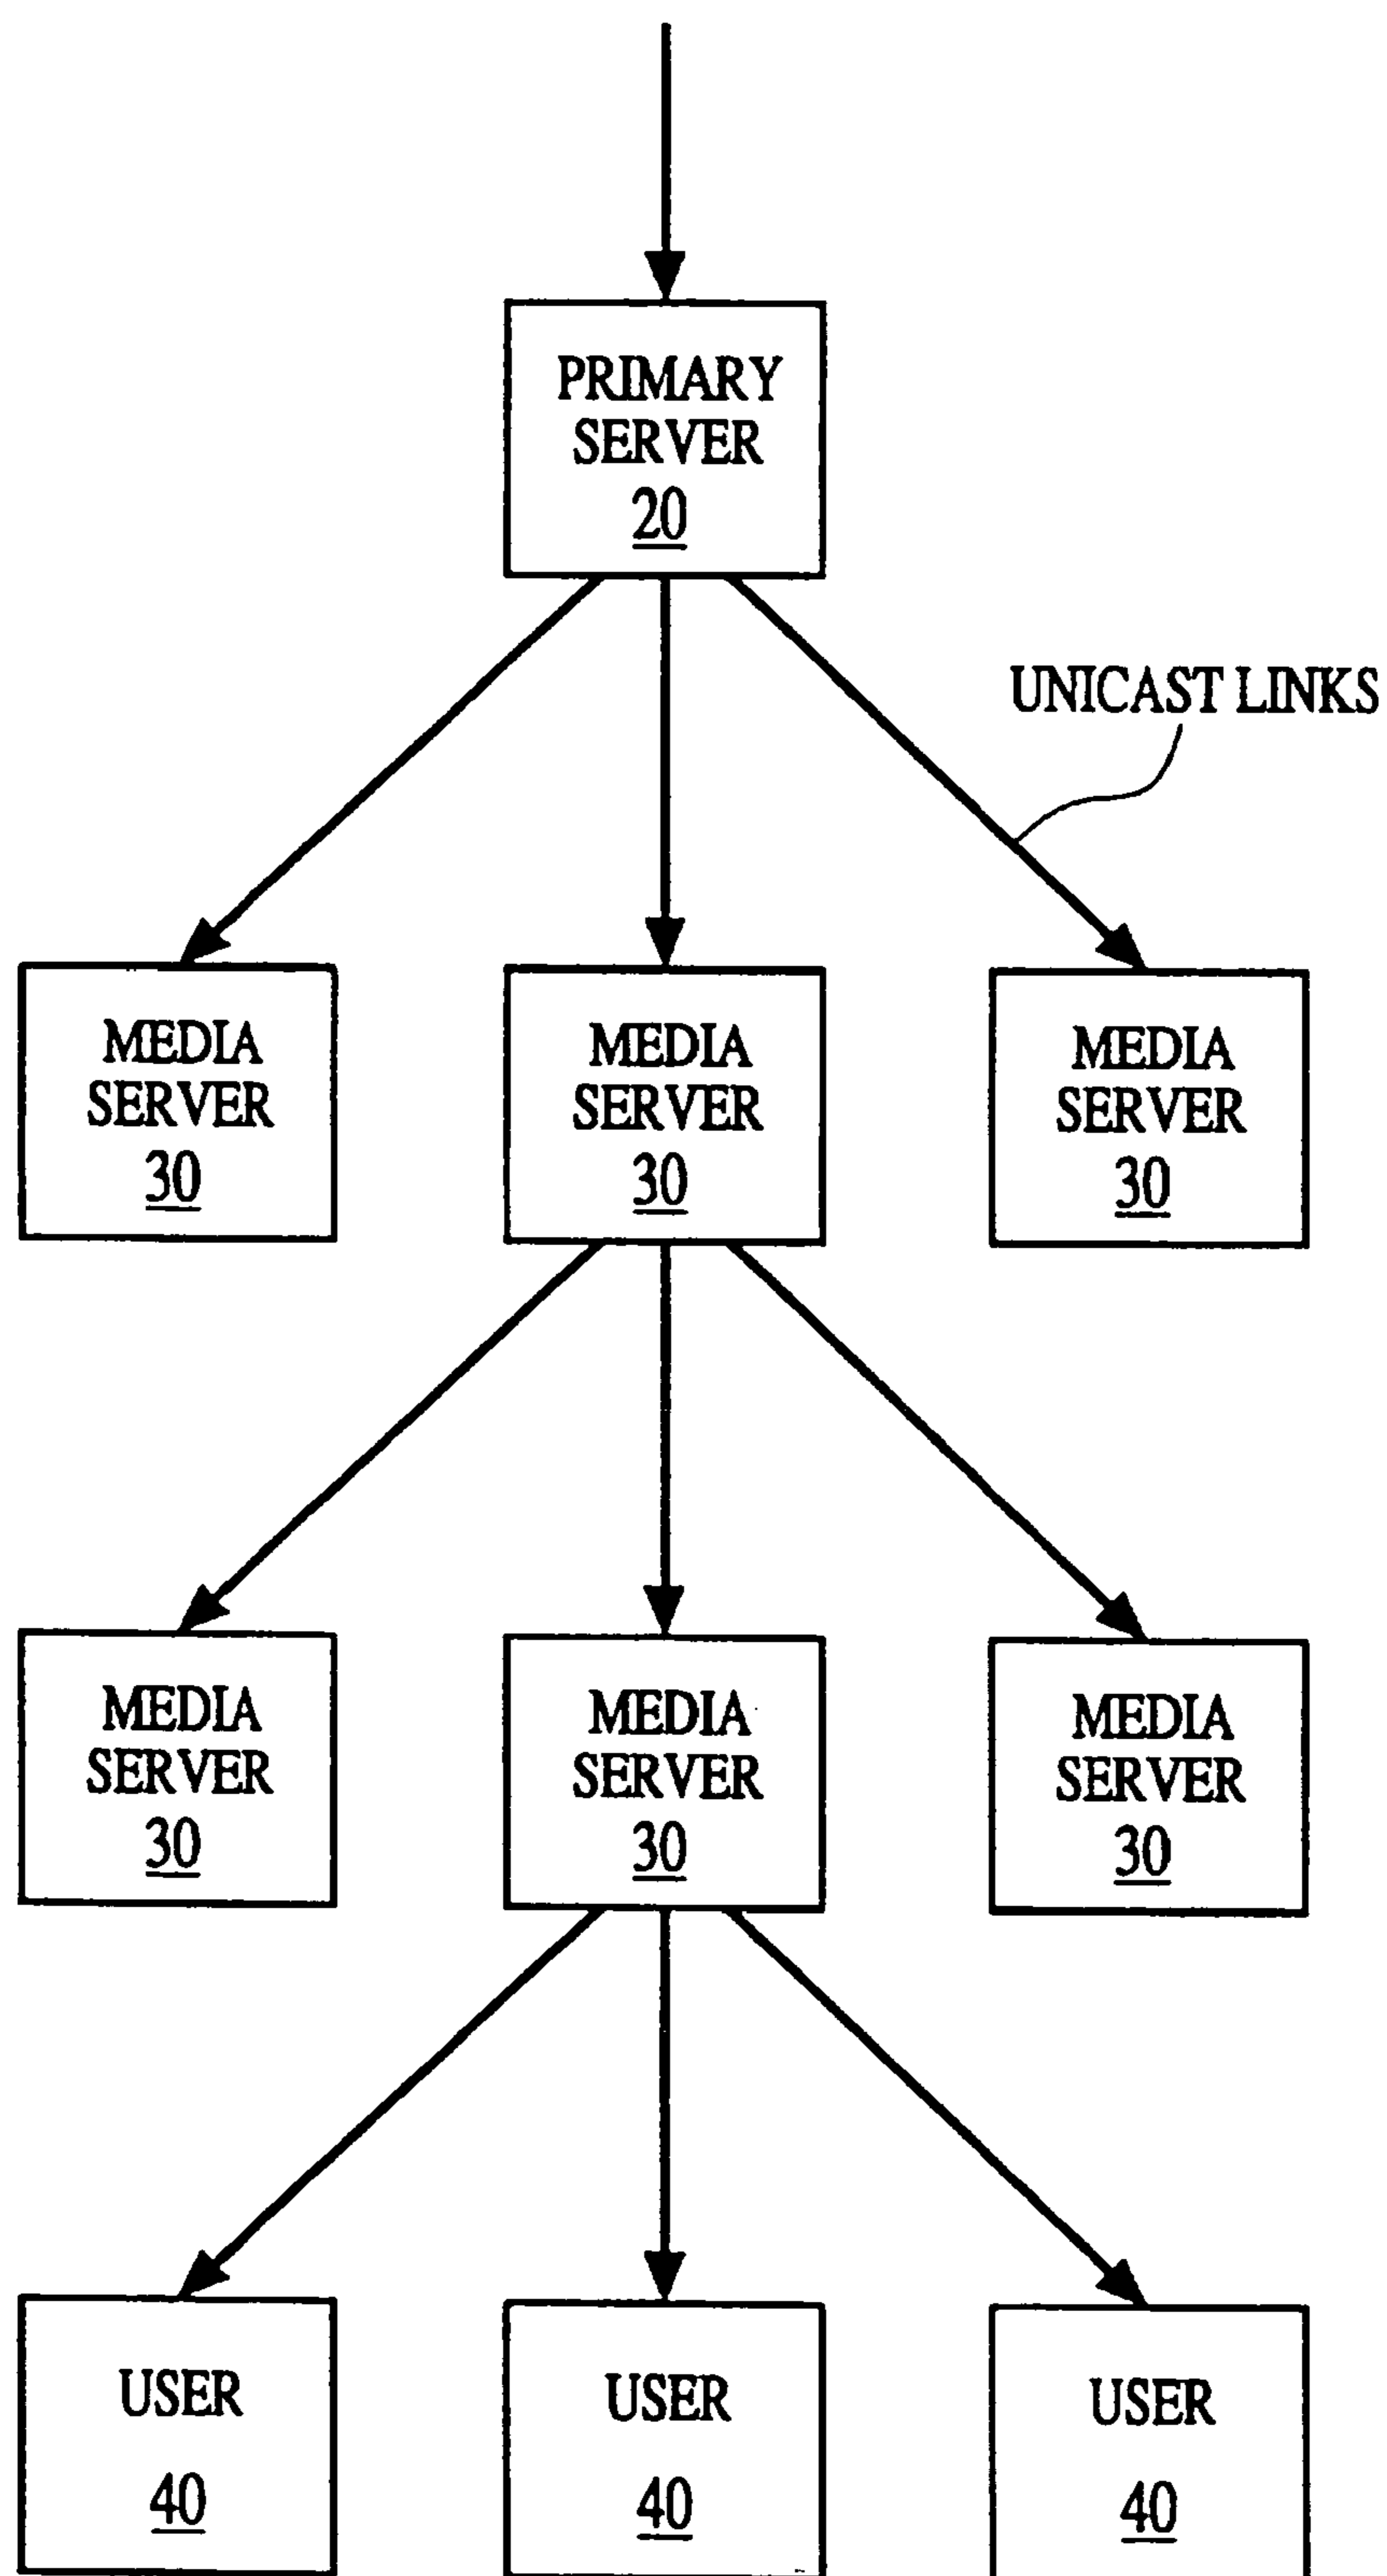 PRIMARY
SERVER
20
UNICAST LINKS
MEDIA
SERVER
30
MEDIA
SERVER
30
MEDIA
SERVER
30
MEDIA
SERVER
30
MEDIA
SERVER
30
MEDIA
SERVER
30
USER
40
USER
40
USER
40